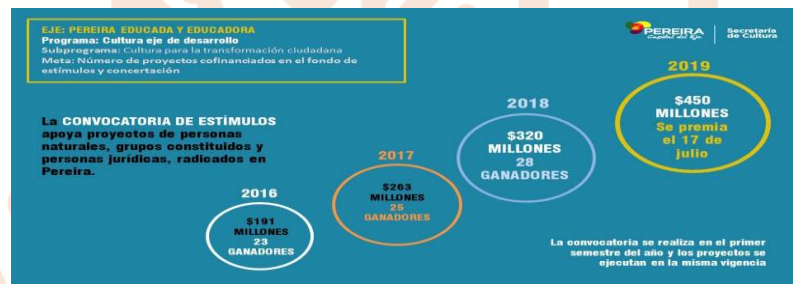 EJE: PEREIRA EDUCADA Y EDUCADORA
Programa: Cultura eje de desarrollo
Subprograma: Cultura para la transformación ciudadana
Meta: Número de proyectos cofinanciados en el fondo de
estímulos y concertación
PEREIRA
Capital del Eje
Secretaría
de Cultura
La CONVOCATORIA DE ESTÍMULOS
apoya proyectos de personas
naturales, grupos constituidos y
personas jurídicas, radicados en
Pereira.
2016
$191
MILLONES
23
GANADORES
2017
$263
MILLONES
25
GANADORES
2018
$320
MILLONES
28
GANADORES
2019
$450
MILLONES
Se premia
el 17 de
julio
La convocatoria se realiza en el primer
semestre del año y los proyectos se
ejecutan en la misma vigencia